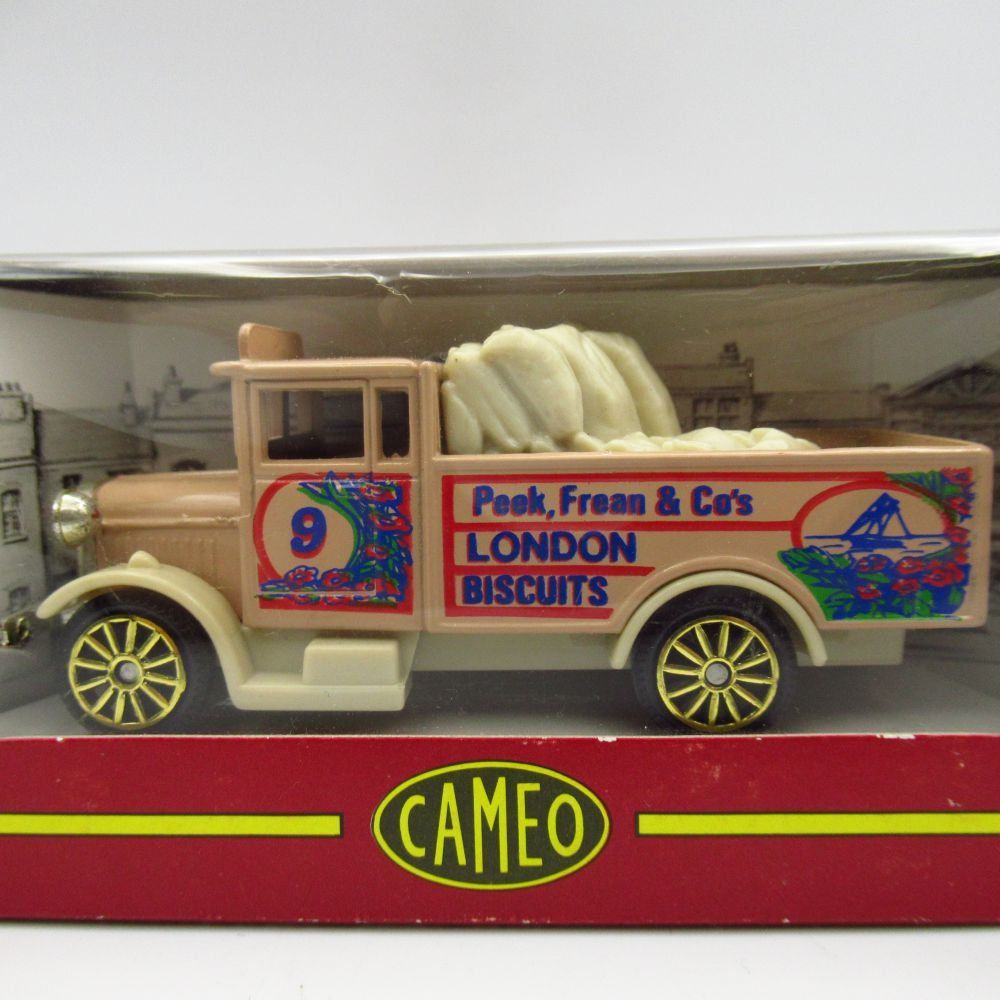 9
Peek, Frean & Co's
LONDON
BISCUITS
CAMEO